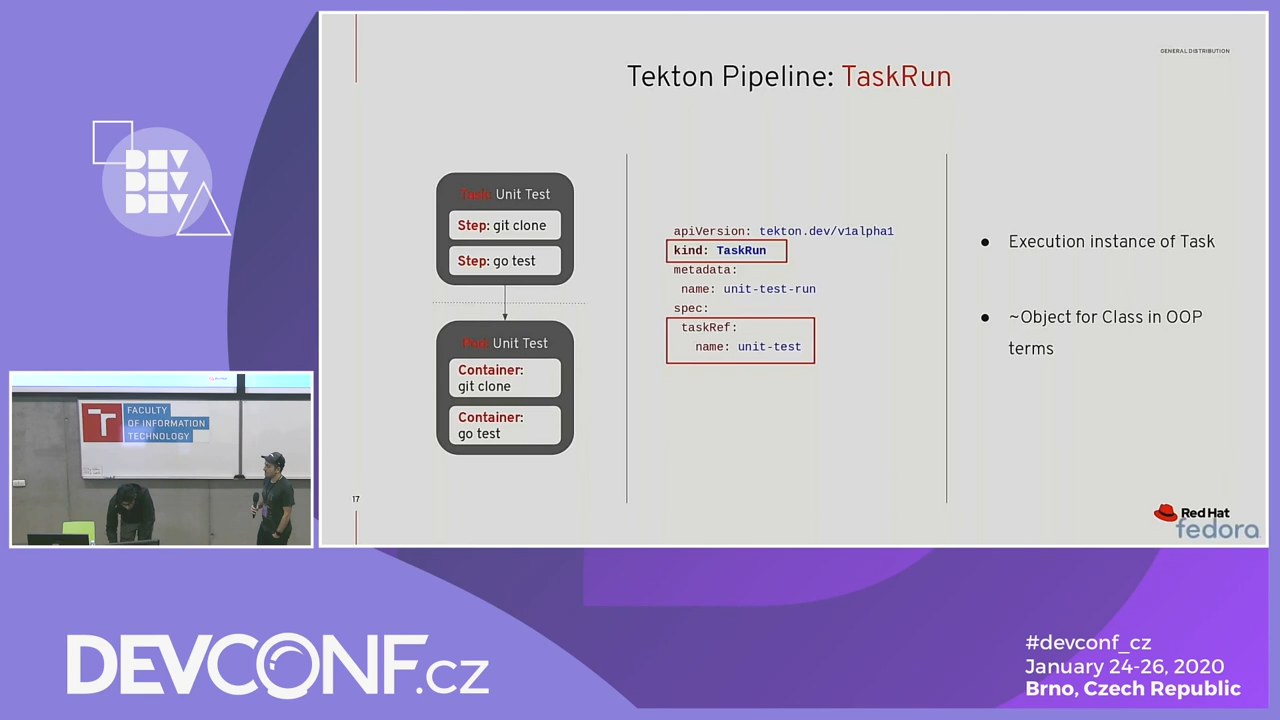 GENERAL DISTRIBUTION
Tekton Pipeline: TaskRun
DEV
DEV
DEV
Task: Unit Test
Step: git clone
Step: go test
Pod: Unit Test
Container:
git clone
Container:
go test
apiVersion: tekton.dev/v1alpha1
kind: TaskRun
metadata:
name: unit-test-run
spec:
taskRef:
name: unit-test
● Execution instance of Task
● ~Object for Class in OOP
terms
17
Red Hat
fedora
FACULTY
OF INFORMATION
TECHNOLOGY
DEVCONF.cz
#devconf_cz
January 24-26, 2020
Brno, Czech Republic